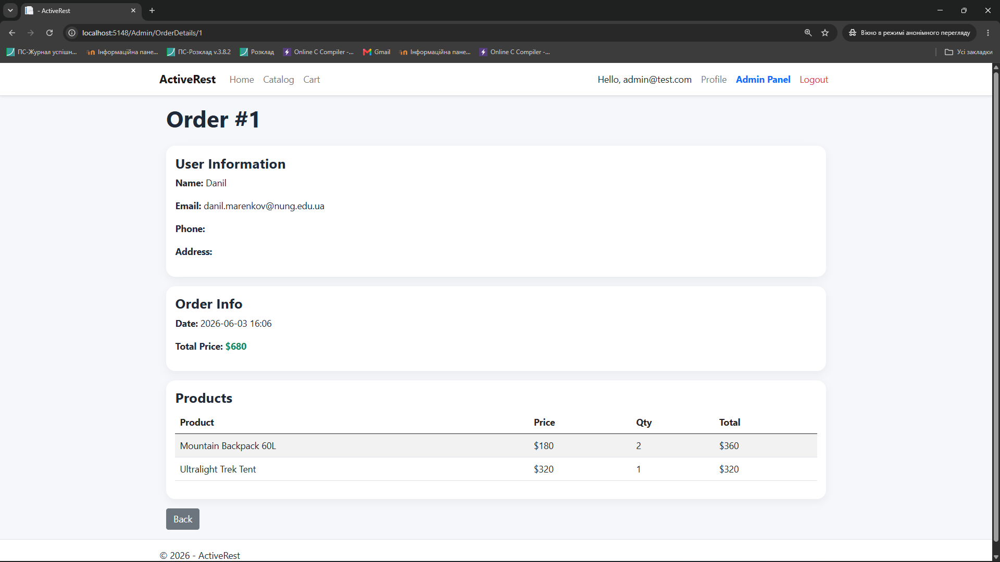 - ActiveRest
localhost:5148/Admin/OrderDetails/1
Вікно в режимі анонімного перегляду
ПС-Журнал успішн...
Інформаційна пане...
ПС-Розклад v.3.8.2
Розклад
Online C Compiler -...
Gmail
Інформаційна пане...
Online C Compiler -...
Усі закладки
ActiveRest Home Catalog Cart Hello, admin@test.com Profile Admin Panel Logout
Order #1
User Information
Name: Danil
Email: danil.marenkov@nung.edu.ua
Phone:
Address:
Order Info
Date: 2026-06-03 16:06
Total Price: $680
Products
Product Price Qty Total
Mountain Backpack 60L $180 2 $360
Ultralight Trek Tent $320 1 $320
Back
© 2026 - ActiveRest